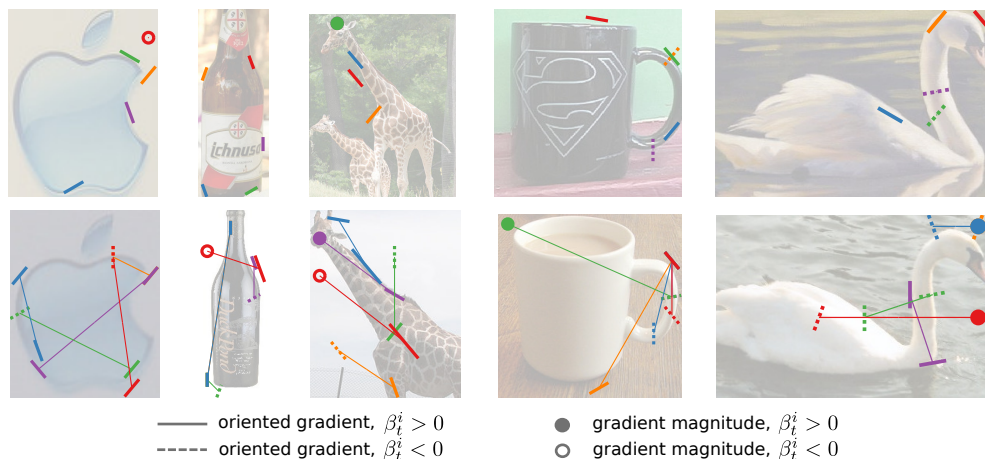 ichnusa
oriented gradient, β_t^i > 0
oriented gradient, β_t^i < 0
gradient magnitude, β_t^i > 0
gradient magnitude, β_t^i < 0